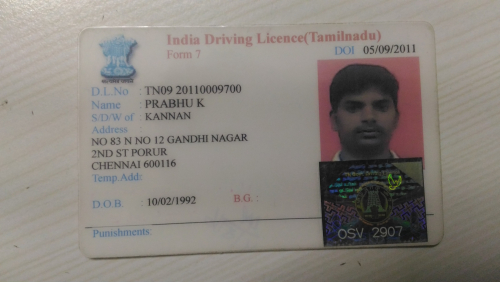 India Driving Licence(Tamilnadu)
Form 7
DOI 05/09/2011
D.L.No : TN09 20110009700
Name : PRABHU K
S/D/W of : KANNAN
Address
NO 83 N NO 12 GANDHI NAGAR
2ND ST PORUR
CHENNAI 600116
Temp.Add:
D.O.B. : 10/02/1992 B.G. :
Punishments:
OSV 2907